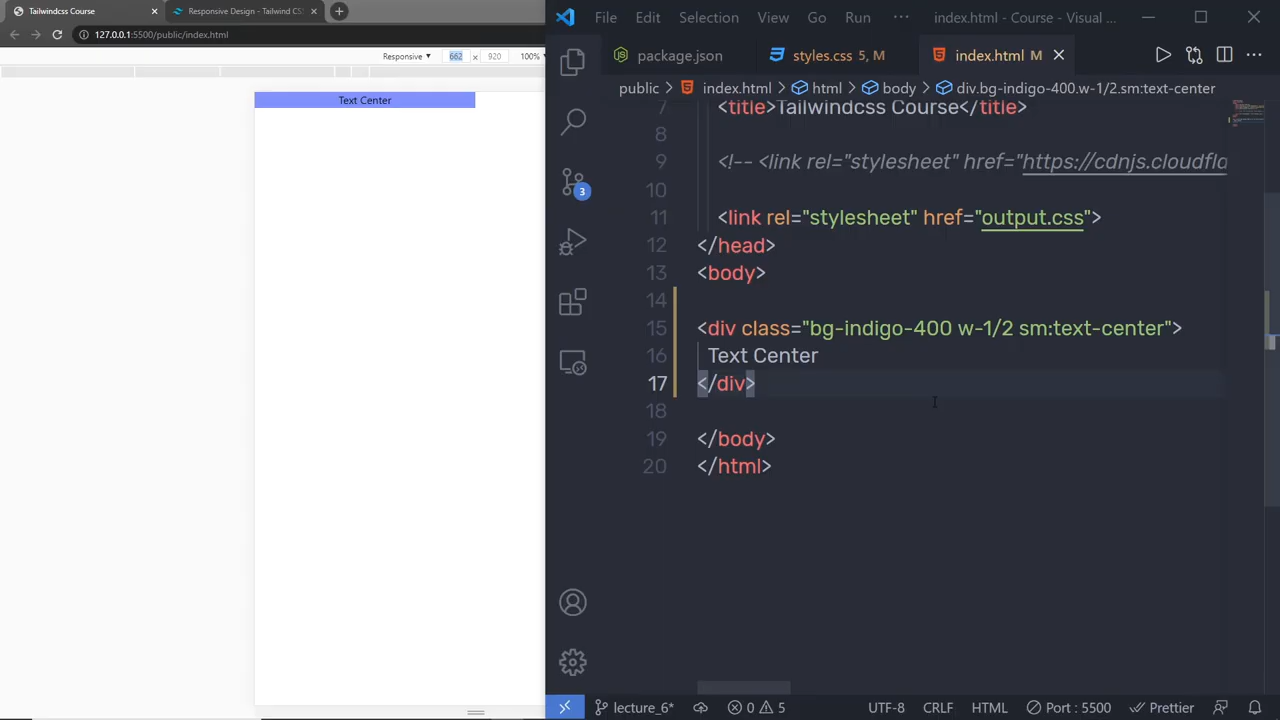 Tailwindcss Course
Responsive Design - Tailwind CSS
127.0.0.1:5500/public/index.html
Responsive 662 x 920 100%
Text Center
File Edit Selection View Go Run ··· index.html - Course - Visual ...
package.json styles.css 5, M index.html M
public > index.html > html > body > div.bg-indigo-400.w-1/2.sm:text-center
7 <title>Tailwindcss Course</title>
8
9 <!-- <link rel="stylesheet" href="https://cdnjs.cloudfla
10
11 <link rel="stylesheet" href="output.css">
12 </head>
13 <body>
14
15 <div class="bg-indigo-400 w-1/2 sm:text-center">
16 Text Center
17 </div>
18
19 </body>
20 </html>
3
lecture_6* 0 5 UTF-8 CRLF HTML Port : 5500 Prettier